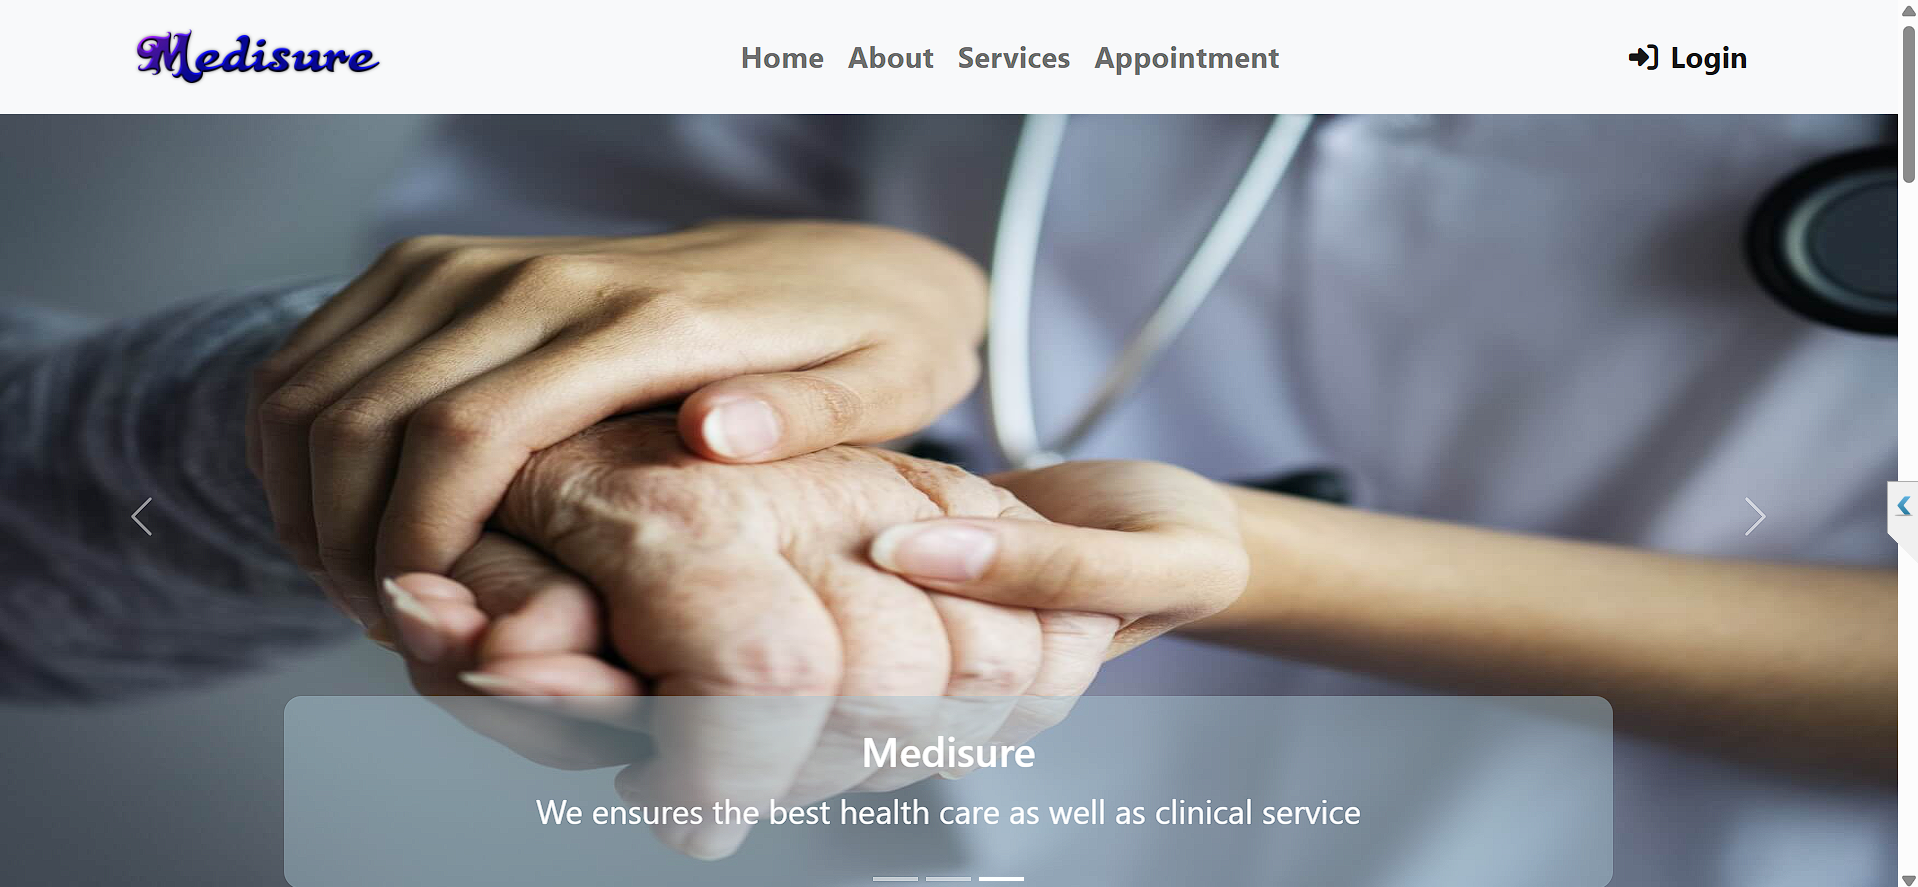 Medisure
Home About Services Appointment
Login
Medisure
We ensures the best health care as well as clinical service